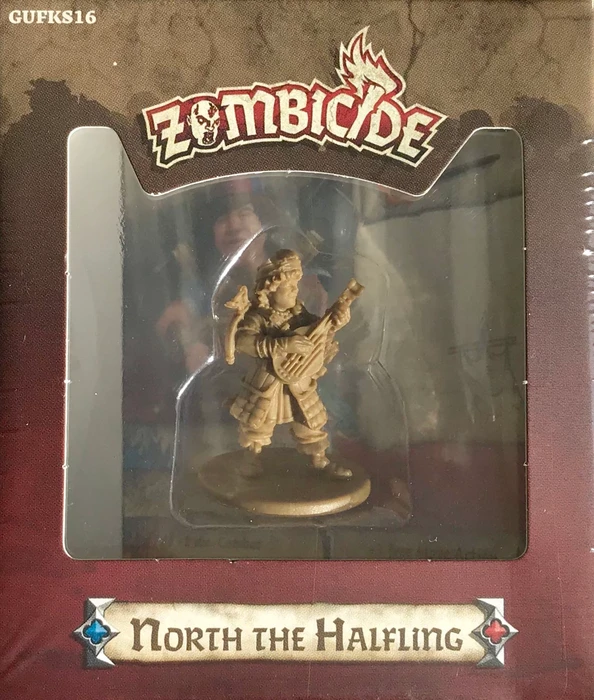 GUFKS16
ZOMBICIDE
NORTH THE HALFLING